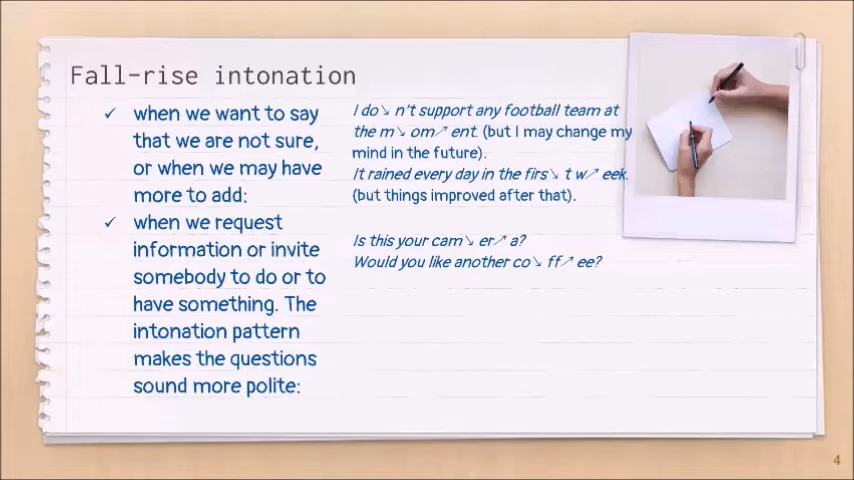 Fall-rise intonation
✓ when we want to say
that we are not sure,
or when we may have
more to add:
✓ when we request
information or invite
somebody to do or to
have something. The
intonation pattern
makes the questions
sound more polite:
I do↘ n't support any football team at
the m↘ om↗ ent. (but I may change my
mind in the future).
It rained every day in the firs↘ t w↗ eek.
(but things improved after that).
Is this your cam↘ er↗ a?
Would you like another co↘ ff↗ ee?
4